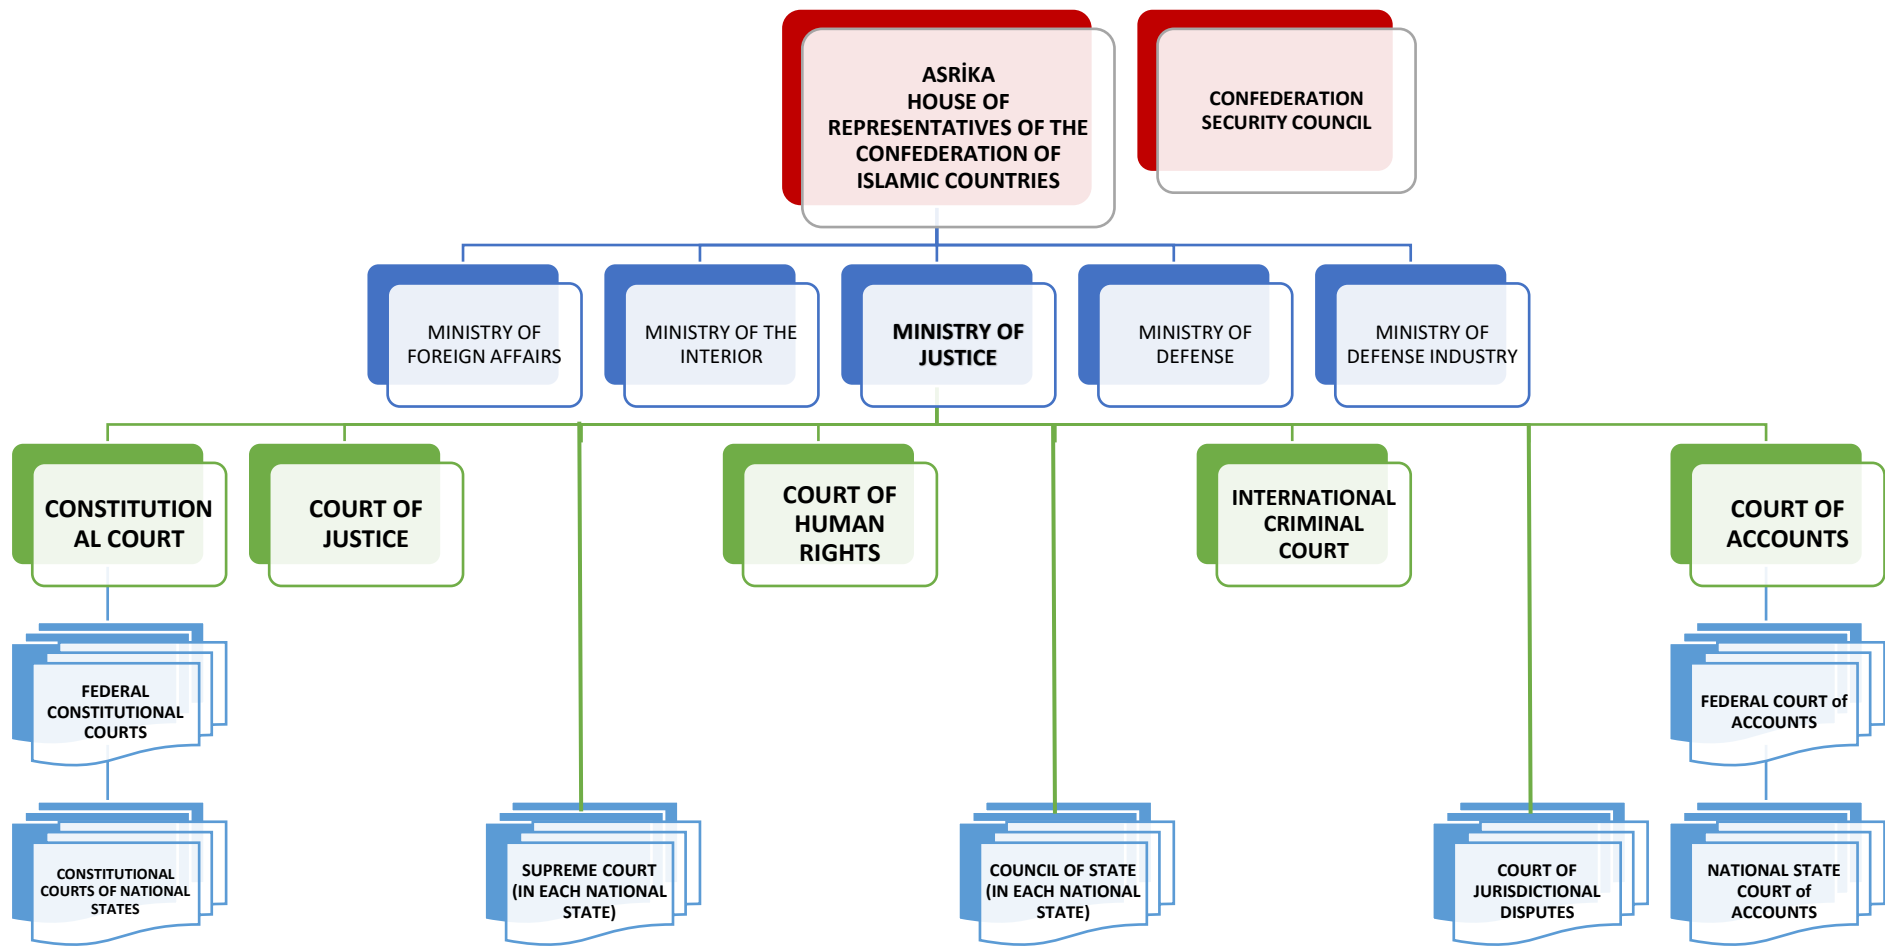 ASRİKA
HOUSE OF
REPRESENTATIVES OF THE
CONFEDERATION OF
ISLAMIC COUNTRIES
CONFEDERATION
SECURITY COUNCIL
MINISTRY OF
FOREIGN AFFAIRS
MINISTRY OF THE
INTERIOR
MINISTRY OF
JUSTICE
MINISTRY OF
DEFENSE
MINISTRY OF
DEFENSE INDUSTRY
CONSTITUTION
AL COURT
COURT OF
JUSTICE
COURT OF
HUMAN
RIGHTS
INTERNATIONAL
CRIMINAL
COURT
COURT OF
ACCOUNTS
FEDERAL
CONSTITUTIONAL
COURTS
FEDERAL COURT of
ACCOUNTS
CONSTITUTIONAL
COURTS OF NATIONAL
STATES
SUPREME COURT
(IN EACH NATIONAL
STATE)
COUNCIL OF STATE
(IN EACH NATIONAL
STATE)
COURT OF
JURISDICTIONAL
DISPUTES
NATIONAL STATE
COURT of
ACCOUNTS